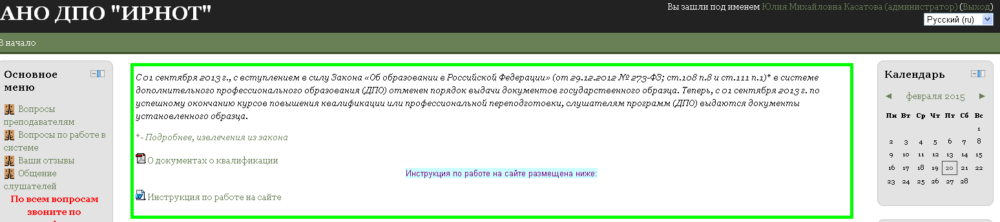 АНО ДПО "ИРНОТ"
Вы зашли под именем Юлия Михайловна Касатова (администратор) (Выход)
Русский (ru)
В начало
Основное
меню
Вопросы
преподавателям
Вопросы по работе в
системе
Ваши отзывы
Общение
слушателей
По всем вопросам
звоните по
С 01 сентября 2013 г., с вступлением в силу Закона «Об образовании в Российской Федерации» (от 29.12.2012 № 273-ФЗ; ст.108 п.8 и ст.111 п.1)* в системе
дополнительного профессионального образования (ДПО) отменен порядок выдачи документов государственного образца. Теперь, с 01 сентября 2013 г. по
успешному окончанию курсов повышения квалификации или профессиональной переподготовки, слушателям программ (ДПО) выдаются документы
установленного образца.
*- Подробнее, извлечения из закона
О документах о квалификации
Инструкция по работе на сайте размещена ниже:
Инструкция по работе на сайте
Календарь
◄ февраля 2015 ►
Пн Вт Ср Чт Пт Сб Вс
1
2 3 4 5 6 7 8
9 10 11 12 13 14 15
16 17 18 19 20 21 22
23 24 25 26 27 28